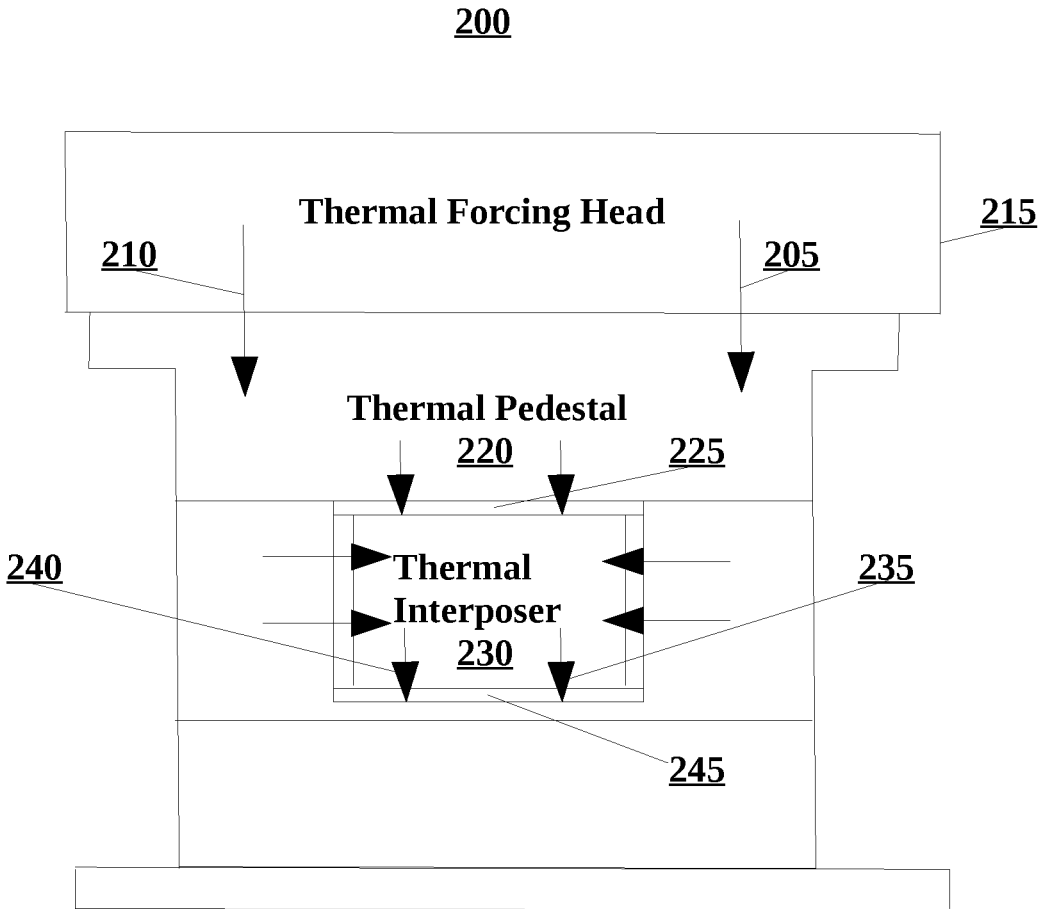 200
Thermal Forcing Head
215
210
205
Thermal Pedestal
220
225
240
Thermal
235
Interposer
230
245